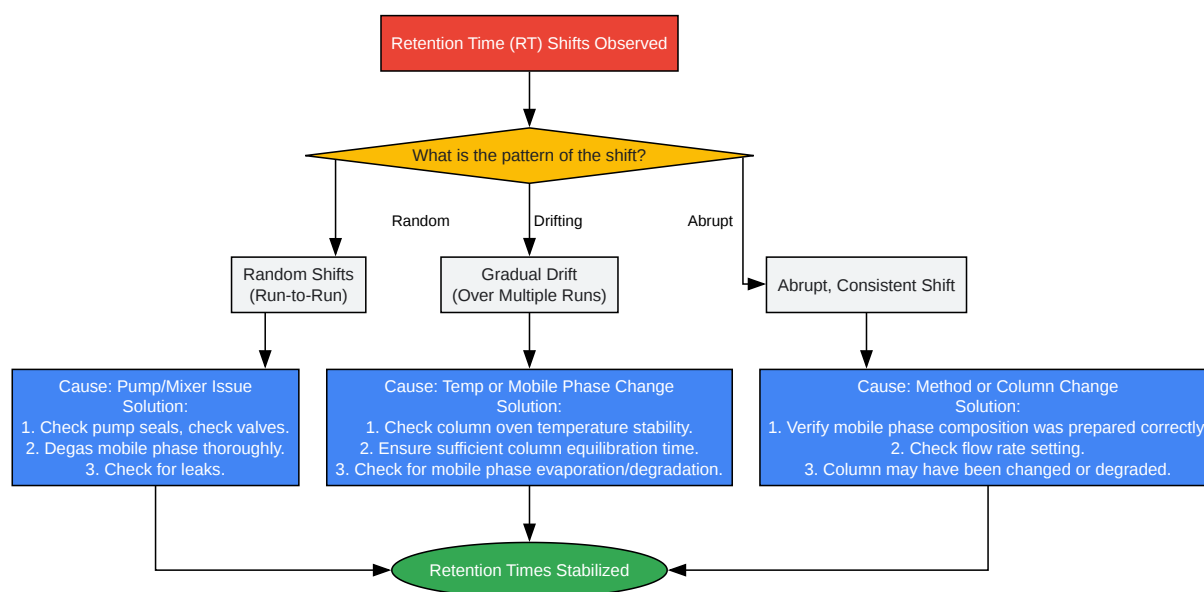 Retention Time (RT) Shifts Observed
What is the pattern of the shift?
Random
Drifting
Abrupt
Random Shifts
(Run-to-Run)
Gradual Drift
(Over Multiple Runs)
Abrupt, Consistent Shift
Cause: Pump/Mixer Issue
Solution:
1. Check pump seals, check valves.
2. Degas mobile phase thoroughly.
3. Check for leaks.
Cause: Temp or Mobile Phase Change
Solution:
1. Check column oven temperature stability.
2. Ensure sufficient column equilibration time.
3. Check for mobile phase evaporation/degradation.
Cause: Method or Column Change
Solution:
1. Verify mobile phase composition was prepared correctly
2. Check flow rate setting.
3. Column may have been changed or degraded.
Retention Times Stabilized